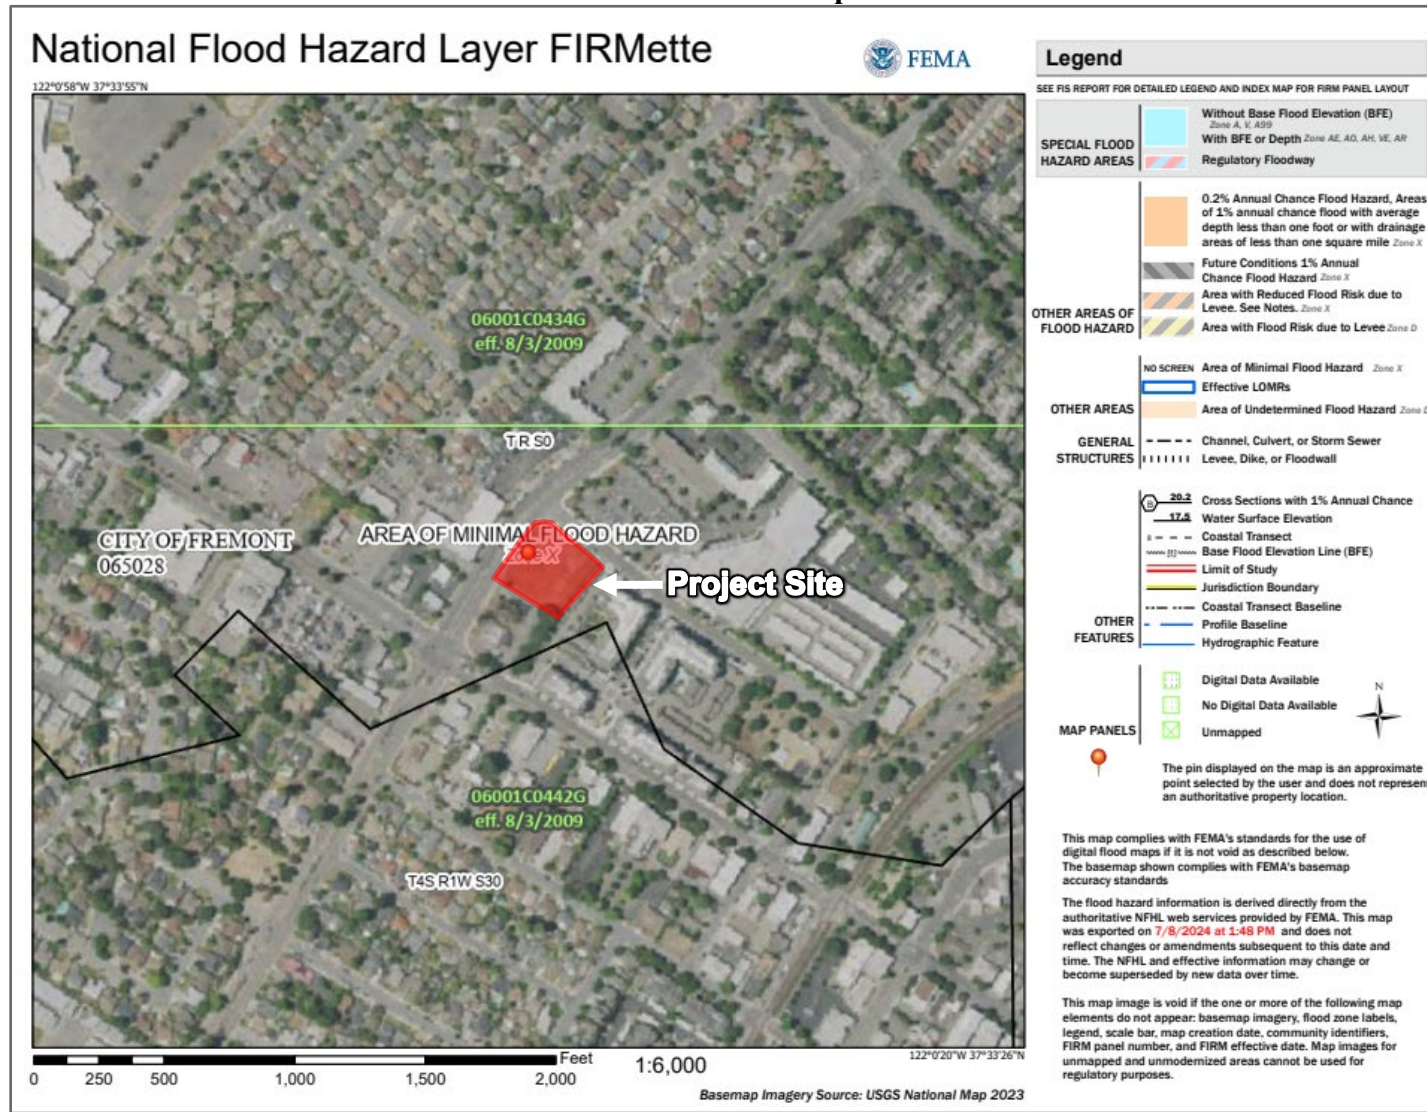 National Flood Hazard Layer FIRMette
FEMA
122°0'58"W 37°33'55"N
06001C0434G
eff. 8/3/2009
T R S0
CITY OF FREMONT
065028
AREA OF MINIMAL FLOOD HAZARD
Zone X
Project Site
06001C0442G
eff. 8/3/2009
T4S R1W S30
122°0'20"W 37°33'26"N
Feet
0 250 500 1,000 1,500 2,000
1:6,000
Basemap Imagery Source: USGS National Map 2023
Legend
SEE FIS REPORT FOR DETAILED LEGEND AND INDEX MAP FOR FIRM PANEL LAYOUT
SPECIAL FLOOD
HAZARD AREAS
Without Base Flood Elevation (BFE)
Zone A, V, A99
With BFE or Depth Zone AE, AO, AH, VE, AR
Regulatory Floodway
OTHER AREAS OF
FLOOD HAZARD
0.2% Annual Chance Flood Hazard, Areas
of 1% annual chance flood with average
depth less than one foot or with drainage
areas of less than one square mile Zone X
Future Conditions 1% Annual
Chance Flood Hazard Zone X
Area with Reduced Flood Risk due to
Levee. See Notes. Zone X
Area with Flood Risk due to Levee Zone D
OTHER AREAS
NO SCREEN Area of Minimal Flood Hazard Zone X
Effective LOMRs
Area of Undetermined Flood Hazard Zone D
GENERAL
STRUCTURES
Channel, Culvert, or Storm Sewer
Levee, Dike, or Floodwall
OTHER
FEATURES
B 20.2 Cross Sections with 1% Annual Chance
17.5 Water Surface Elevation
8 Coastal Transect
Base Flood Elevation Line (BFE)
Limit of Study
Jurisdiction Boundary
Coastal Transect Baseline
Profile Baseline
Hydrographic Feature
MAP PANELS
Digital Data Available
No Digital Data Available
Unmapped
N
The pin displayed on the map is an approximate
point selected by the user and does not represent
an authoritative property location.
This map complies with FEMA's standards for the use of
digital flood maps if it is not void as described below.
The basemap shown complies with FEMA's basemap
accuracy standards
The flood hazard information is derived directly from the
authoritative NFHL web services provided by FEMA. This map
was exported on 7/8/2024 at 1:48 PM and does not
reflect changes or amendments subsequent to this date and
time. The NFHL and effective information may change or
become superseded by new data over time.
This map image is void if the one or more of the following map
elements do not appear: basemap imagery, flood zone labels,
legend, scale bar, map creation date, community identifiers,
FIRM panel number, and FIRM effective date. Map images for
unmapped and unmodernized areas cannot be used for
regulatory purposes.